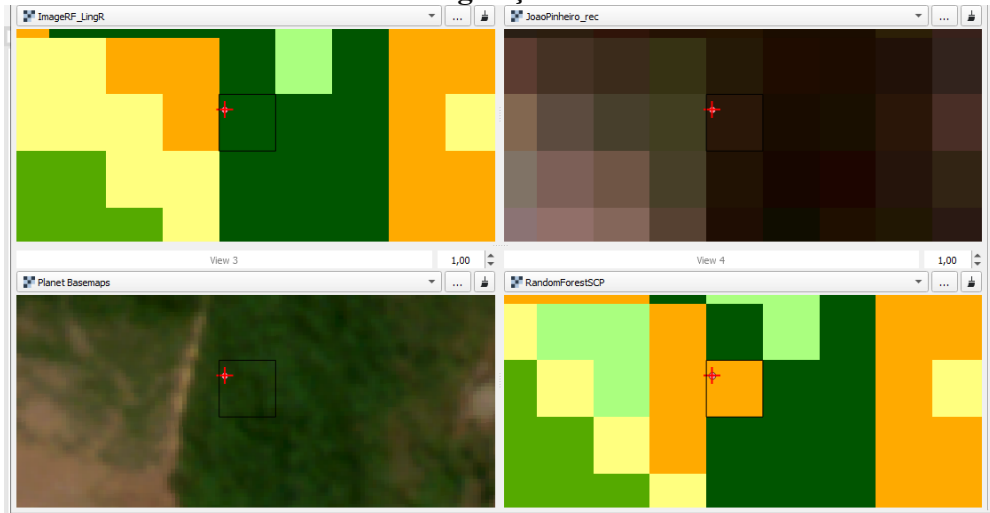 ImageRF_LingR ...
JoaoPinheiro_rec ...
View 3 1,00
View 4 1,00
Planet Basemaps ...
RandomForestSCP ...